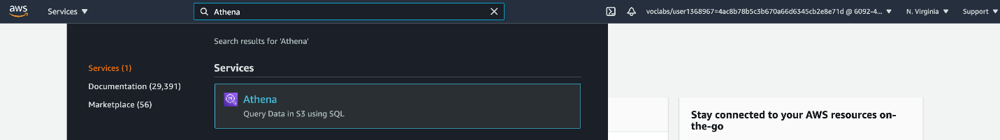 aws
Services ▼
Athena
voclabs/user1368967=4ac8b78b5c3b670a66d6345cb2e8e71d @ 6092-4... ▼
N. Virginia ▼
Support ▼
Search results for 'Athena'
Services (1)
Documentation (29,391)
Marketplace (56)
Services
Athena
Query Data in S3 using SQL
Stay connected to your AWS resources on-
the-go